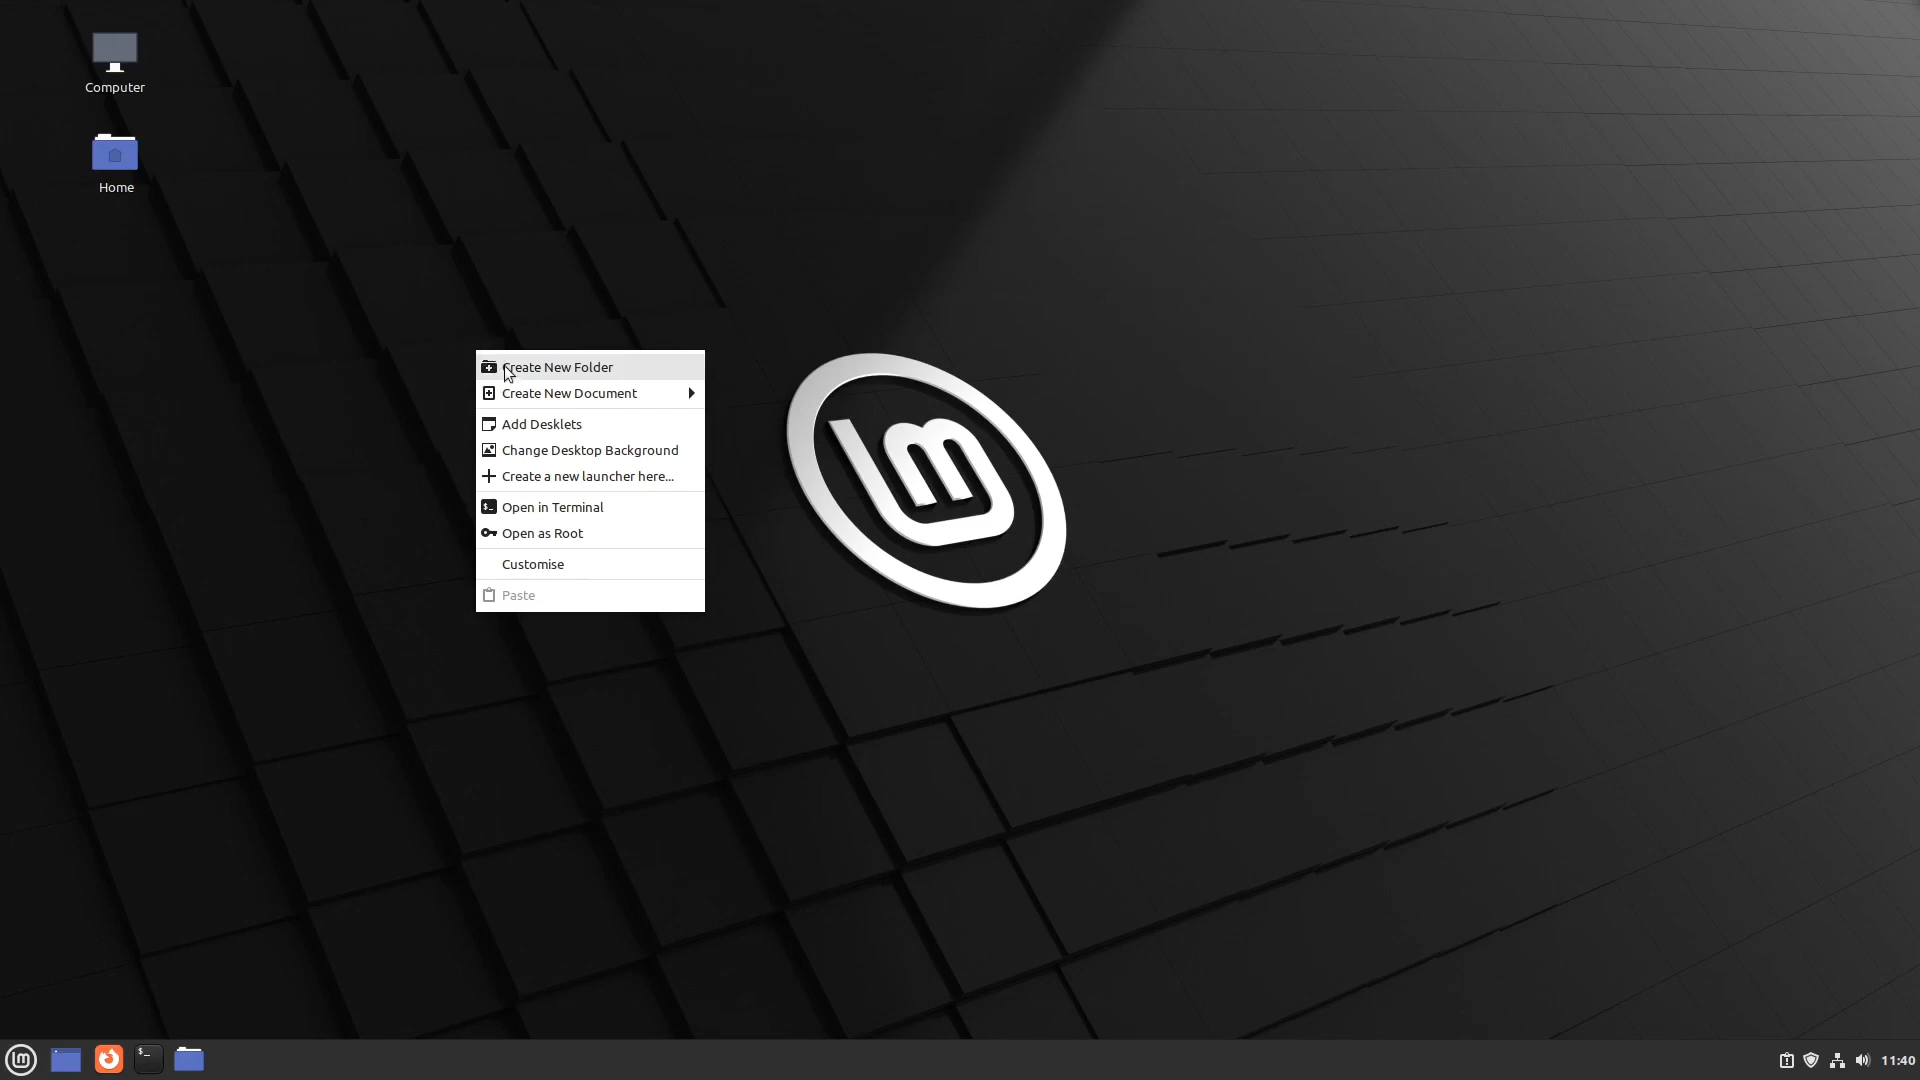 Computer
Home
Create New Folder
Create New Document
Add Desklets
Change Desktop Background
Create a new launcher here...
Open in Terminal
Open as Root
Customise
Paste
11:40